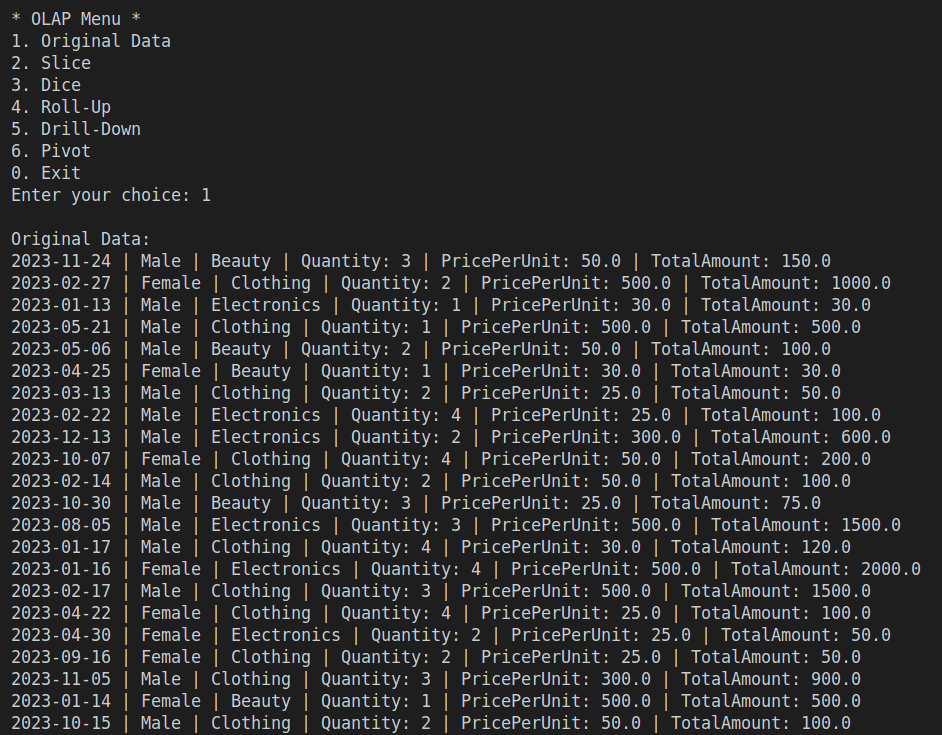 * OLAP Menu *
1. Original Data
2. Slice
3. Dice
4. Roll-Up
5. Drill-Down
6. Pivot
0. Exit
Enter your choice: 1
Original Data:
2023-11-24 | Male | Beauty | Quantity: 3 | PricePerUnit: 50.0 | TotalAmount: 150.0
2023-02-27 | Female | Clothing | Quantity: 2 | PricePerUnit: 500.0 | TotalAmount: 1000.0
2023-01-13 | Male | Electronics | Quantity: 1 | PricePerUnit: 30.0 | TotalAmount: 30.0
2023-05-21 | Male | Clothing | Quantity: 1 | PricePerUnit: 500.0 | TotalAmount: 500.0
2023-05-06 | Male | Beauty | Quantity: 2 | PricePerUnit: 50.0 | TotalAmount: 100.0
2023-04-25 | Female | Beauty | Quantity: 1 | PricePerUnit: 30.0 | TotalAmount: 30.0
2023-03-13 | Male | Clothing | Quantity: 2 | PricePerUnit: 25.0 | TotalAmount: 50.0
2023-02-22 | Male | Electronics | Quantity: 4 | PricePerUnit: 25.0 | TotalAmount: 100.0
2023-12-13 | Male | Electronics | Quantity: 2 | PricePerUnit: 300.0 | TotalAmount: 600.0
2023-10-07 | Female | Clothing | Quantity: 4 | PricePerUnit: 50.0 | TotalAmount: 200.0
2023-02-14 | Male | Clothing | Quantity: 2 | PricePerUnit: 50.0 | TotalAmount: 100.0
2023-10-30 | Male | Beauty | Quantity: 3 | PricePerUnit: 25.0 | TotalAmount: 75.0
2023-08-05 | Male | Electronics | Quantity: 3 | PricePerUnit: 500.0 | TotalAmount: 1500.0
2023-01-17 | Male | Clothing | Quantity: 4 | PricePerUnit: 30.0 | TotalAmount: 120.0
2023-01-16 | Female | Electronics | Quantity: 4 | PricePerUnit: 500.0 | TotalAmount: 2000.0
2023-02-17 | Male | Clothing | Quantity: 3 | PricePerUnit: 500.0 | TotalAmount: 1500.0
2023-04-22 | Female | Clothing | Quantity: 4 | PricePerUnit: 25.0 | TotalAmount: 100.0
2023-04-30 | Female | Electronics | Quantity: 2 | PricePerUnit: 25.0 | TotalAmount: 50.0
2023-09-16 | Female | Clothing | Quantity: 2 | PricePerUnit: 25.0 | TotalAmount: 50.0
2023-11-05 | Male | Clothing | Quantity: 3 | PricePerUnit: 300.0 | TotalAmount: 900.0
2023-01-14 | Female | Beauty | Quantity: 1 | PricePerUnit: 500.0 | TotalAmount: 500.0
2023-10-15 | Male | Clothing | Quantity: 2 | PricePerUnit: 50.0 | TotalAmount: 100.0